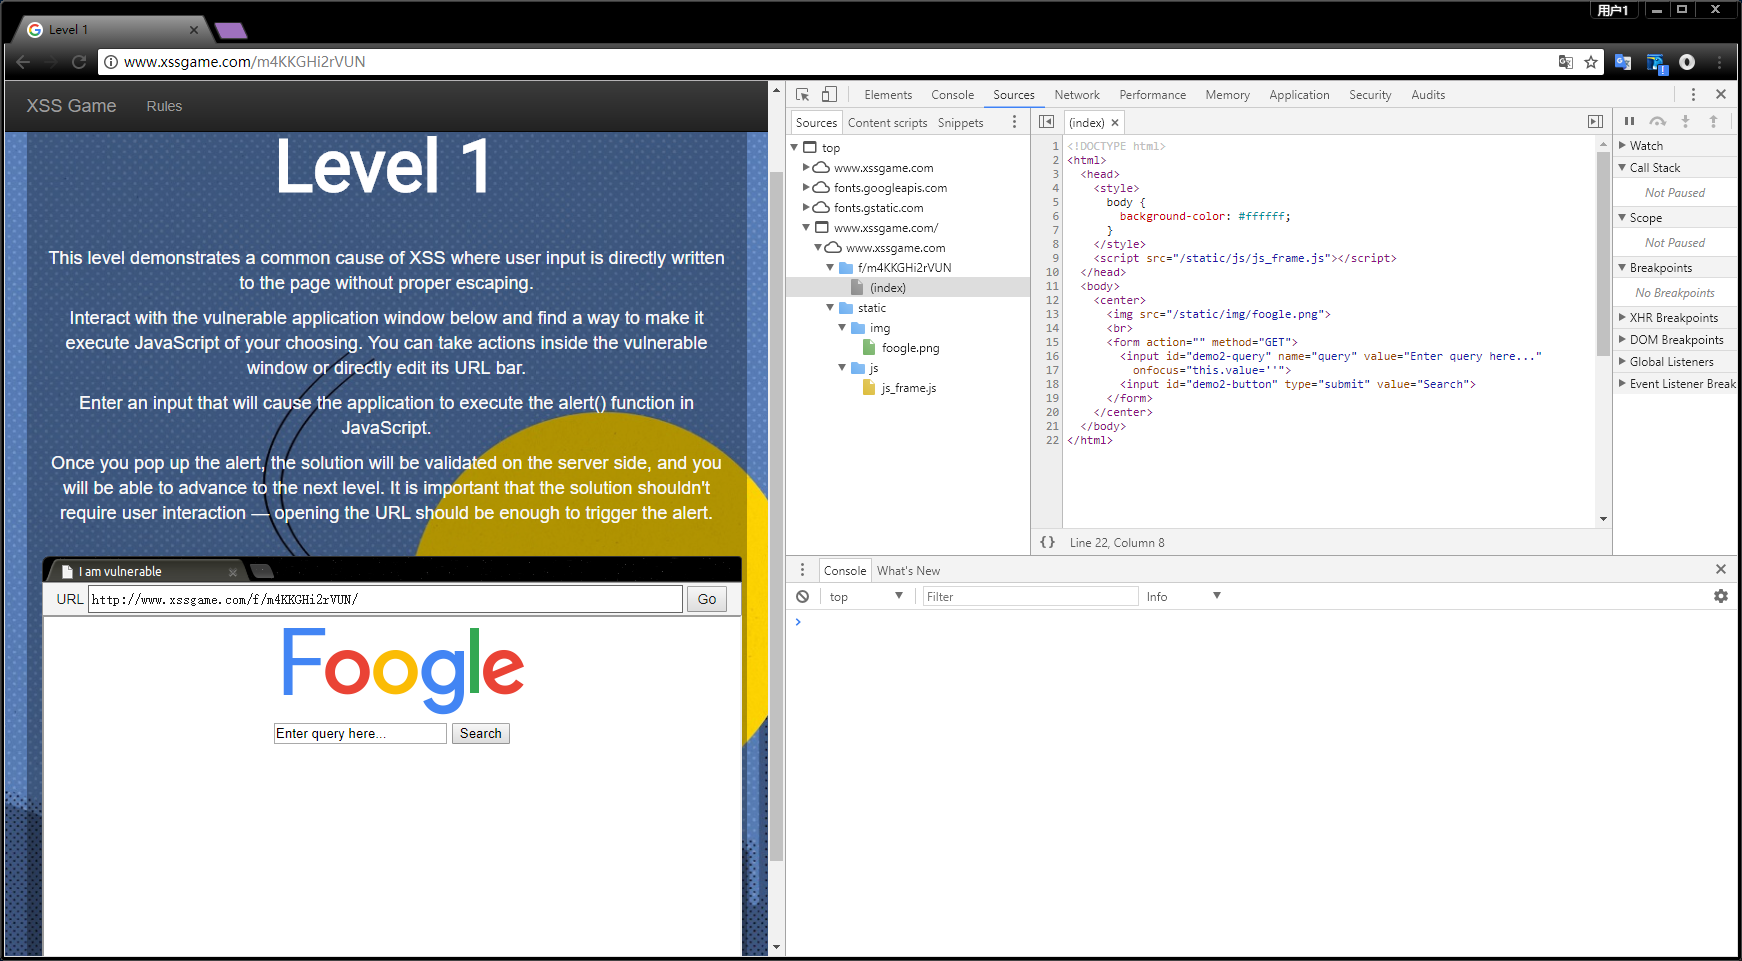 用户1
Level 1
www.xssgame.com/m4KKGHi2rVUN
XSS Game
Rules
Level 1
This level demonstrates a common cause of XSS where user input is directly written
to the page without proper escaping.
Interact with the vulnerable application window below and find a way to make it
execute JavaScript of your choosing. You can take actions inside the vulnerable
window or directly edit its URL bar.
Enter an input that will cause the application to execute the alert() function in
JavaScript.
Once you pop up the alert, the solution will be validated on the server side, and you
will be able to advance to the next level. It is important that the solution shouldn't
require user interaction — opening the URL should be enough to trigger the alert.
I am vulnerable
URL http://www.xssgame.com/f/m4KKGHi2rVUN/ Go
Foogle
Enter query here... Search
Elements Console Sources Network Performance Memory Application Security Audits
Sources Content scripts Snippets
top
www.xssgame.com
fonts.googleapis.com
fonts.gstatic.com
www.xssgame.com/
www.xssgame.com
f/m4KKGHi2rVUN
(index)
static
img
foogle.png
js
js_frame.js
(index)
1 <!DOCTYPE html>
2 <html>
3 <head>
4 <style>
5 body {
6 background-color: #ffffff;
7 }
8 </style>
9 <script src="/static/js/js_frame.js"></script>
10 </head>
11 <body>
12 <center>
13 <img src="/static/img/foogle.png">
14 <br>
15 <form action="" method="GET">
16 <input id="demo2-query" name="query" value="Enter query here..."
17 onfocus="this.value=''">
18 <input id="demo2-button" type="submit" value="Search">
19 </form>
20 </center>
21 </body>
22 </html>
{} Line 22, Column 8
Watch
Call Stack
Not Paused
Scope
Not Paused
Breakpoints
No Breakpoints
XHR Breakpoints
DOM Breakpoints
Global Listeners
Event Listener Break
Console What's New
top Filter Info